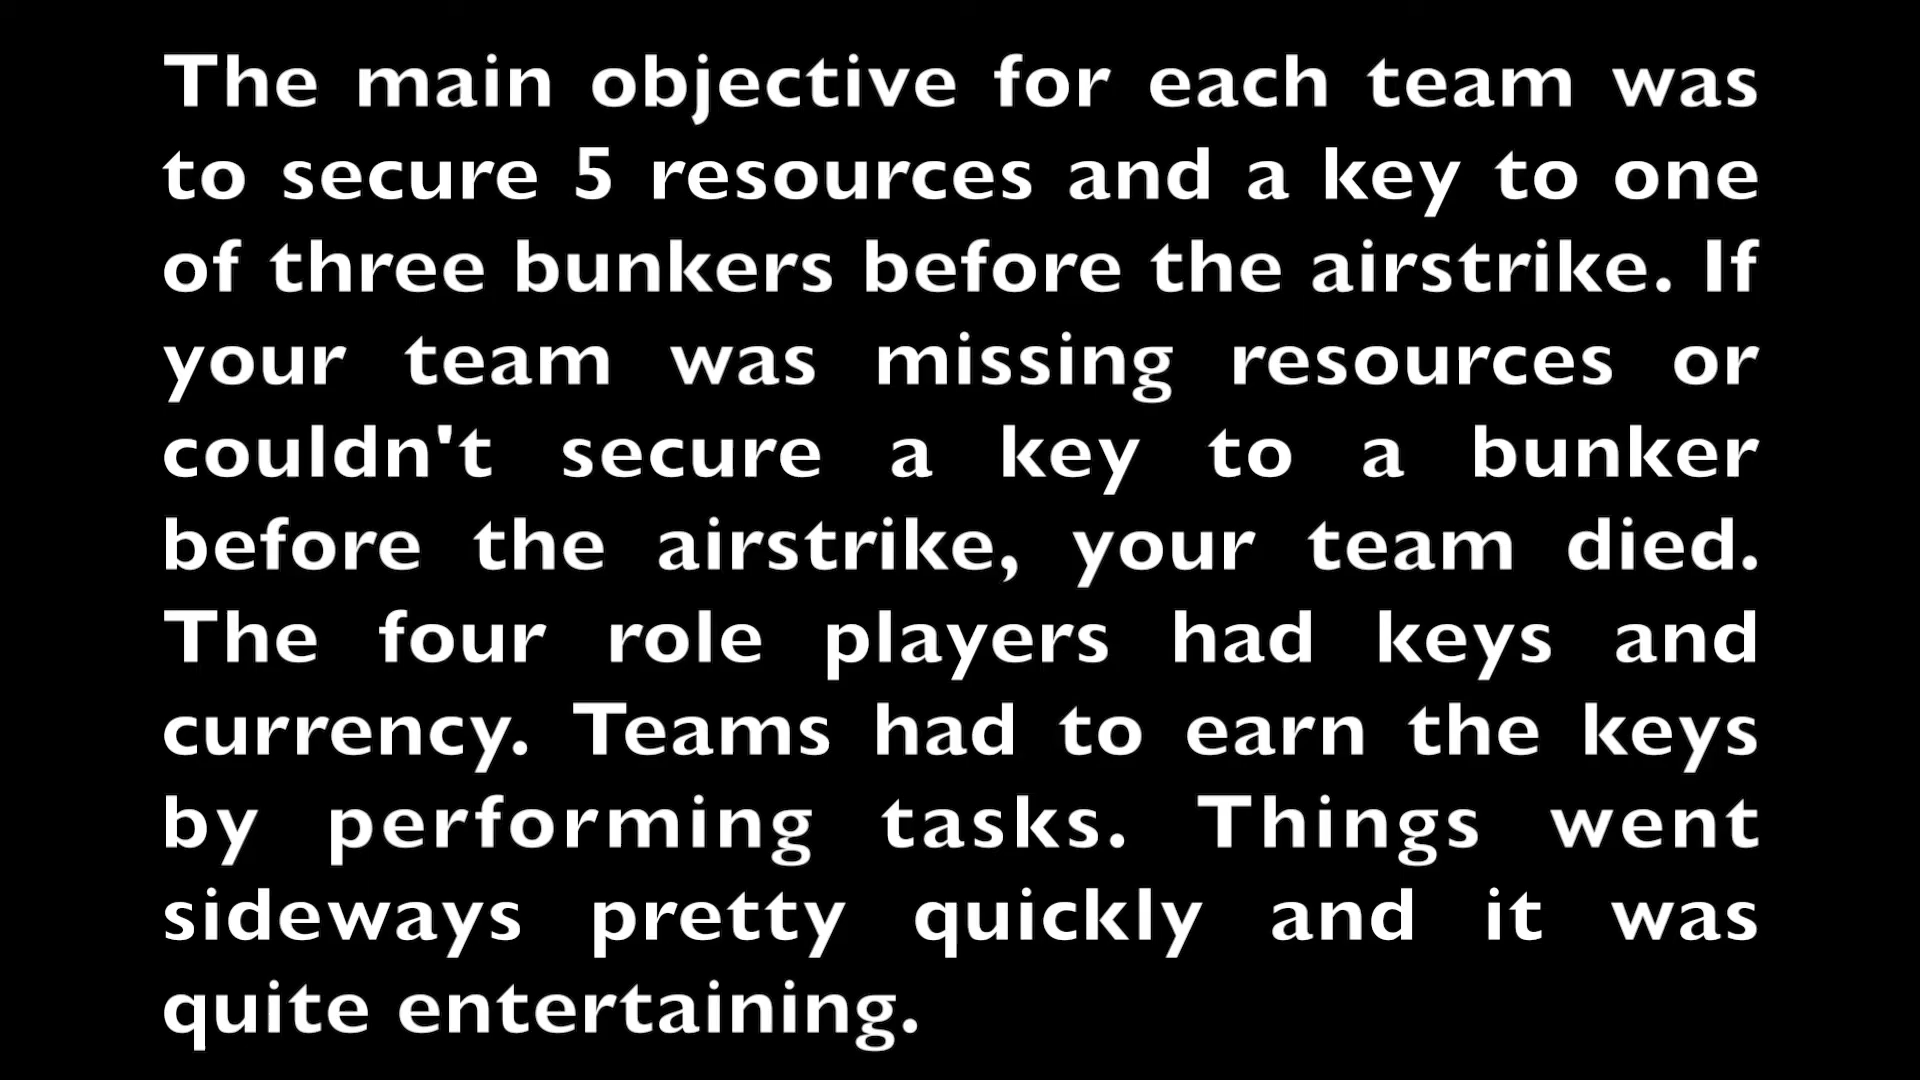 The main objective for each team was
to secure 5 resources and a key to one
of three bunkers before the airstrike. If
your team was missing resources or
couldn't secure a key to a bunker
before the airstrike, your team died.
The four role players had keys and
currency. Teams had to earn the keys
by performing tasks. Things went
sideways pretty quickly and it was
quite entertaining.